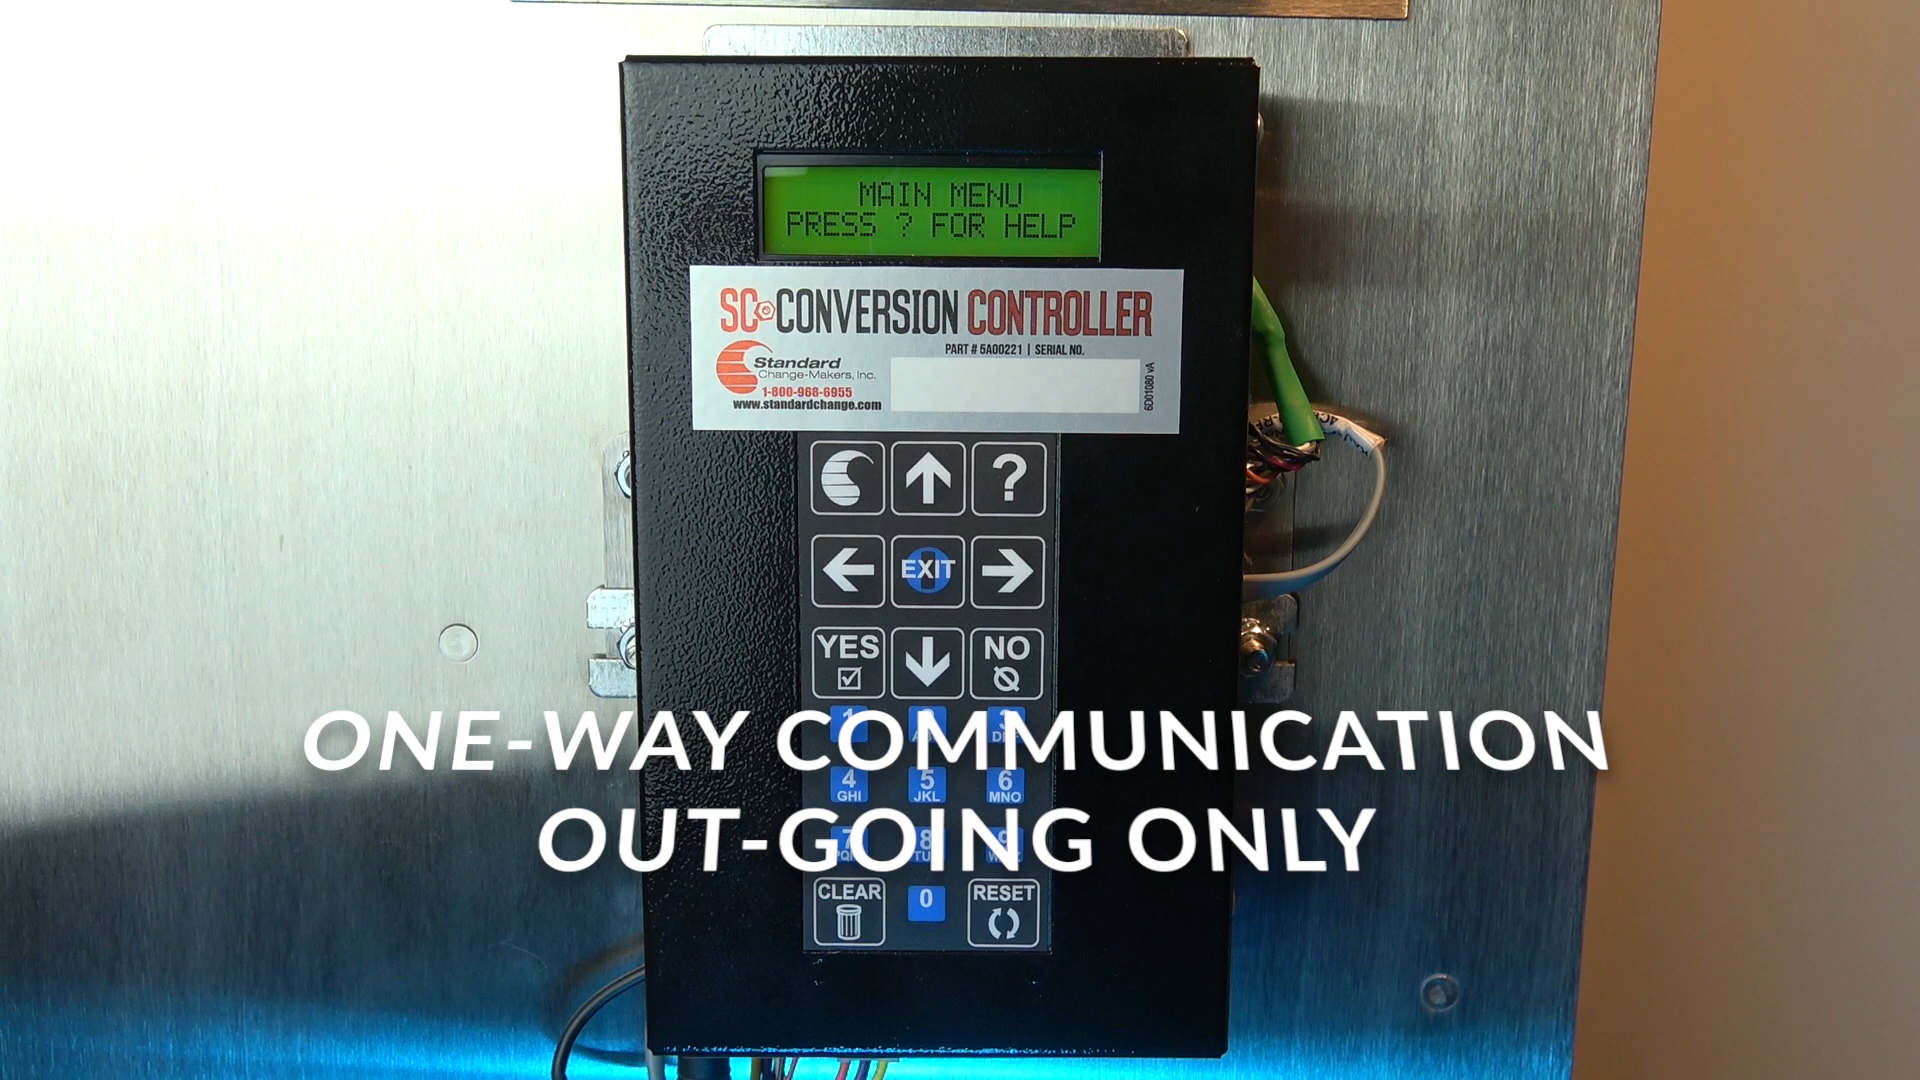 MAIN MENU
PRESS ? FOR HELP
SC CONVERSION CONTROLLER
PART # 5A00221 | SERIAL NO.
Standard
Change-Makers, Inc.
1-800-968-6955
www.standardchange.com
6D01080 vA
?
EXIT
YES NO
ONE-WAY COMMUNICATION
4 5 6
GHI JKL MNO
OUT-GOING ONLY
CLEAR 0 RESET